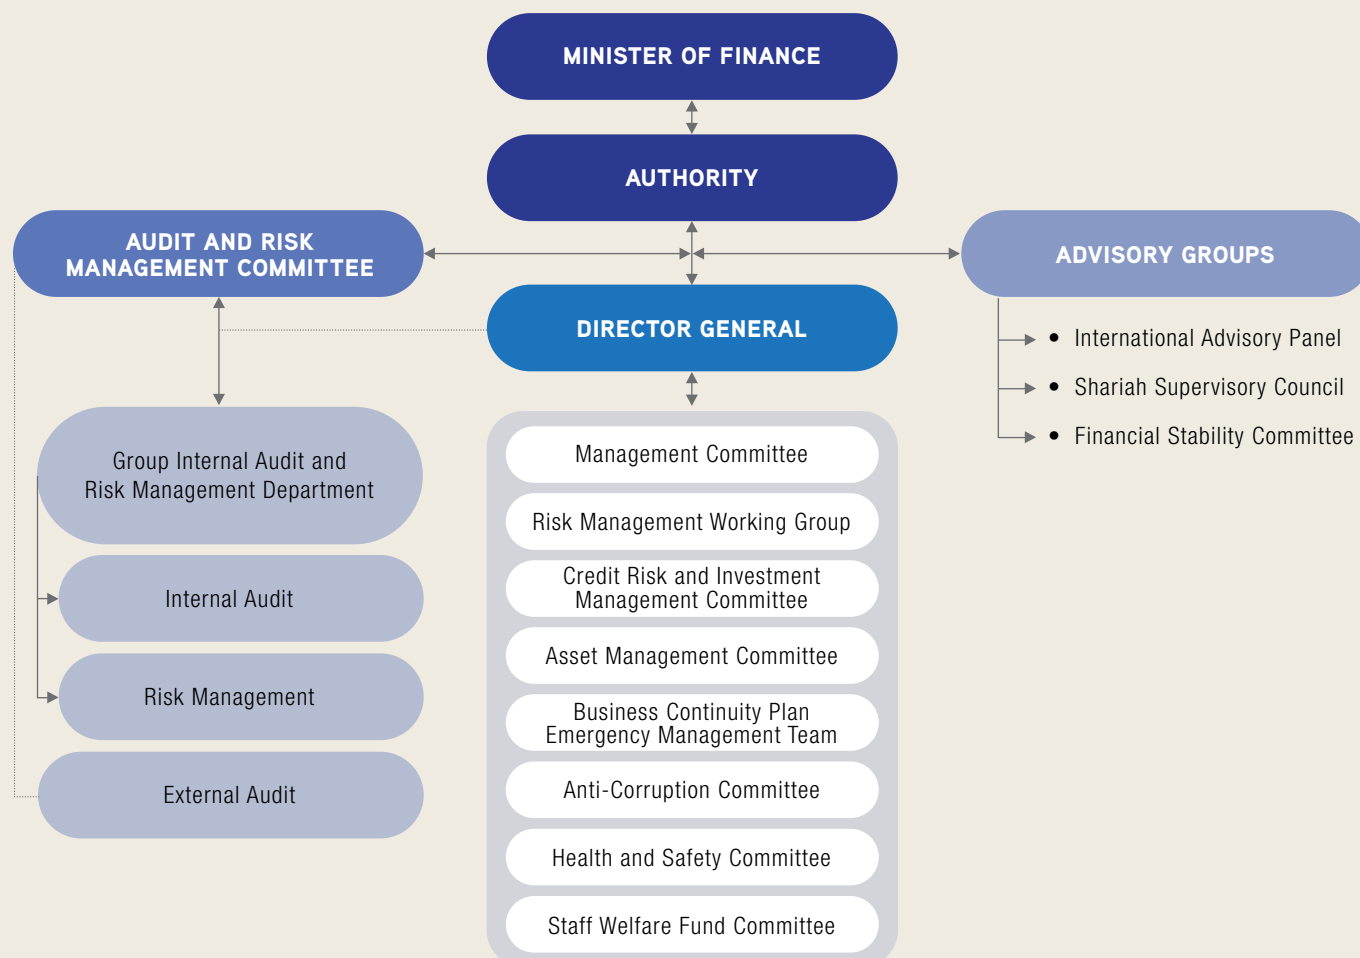 MINISTER OF FINANCE
AUTHORITY
AUDIT AND RISK
MANAGEMENT COMMITTEE
ADVISORY GROUPS
DIRECTOR GENERAL
• International Advisory Panel
• Shariah Supervisory Council
• Financial Stability Committee
Group Internal Audit and
Risk Management Department
Internal Audit
Risk Management
External Audit
Management Committee
Risk Management Working Group
Credit Risk and Investment
Management Committee
Asset Management Committee
Business Continuity Plan
Emergency Management Team
Anti-Corruption Committee
Health and Safety Committee
Staff Welfare Fund Committee